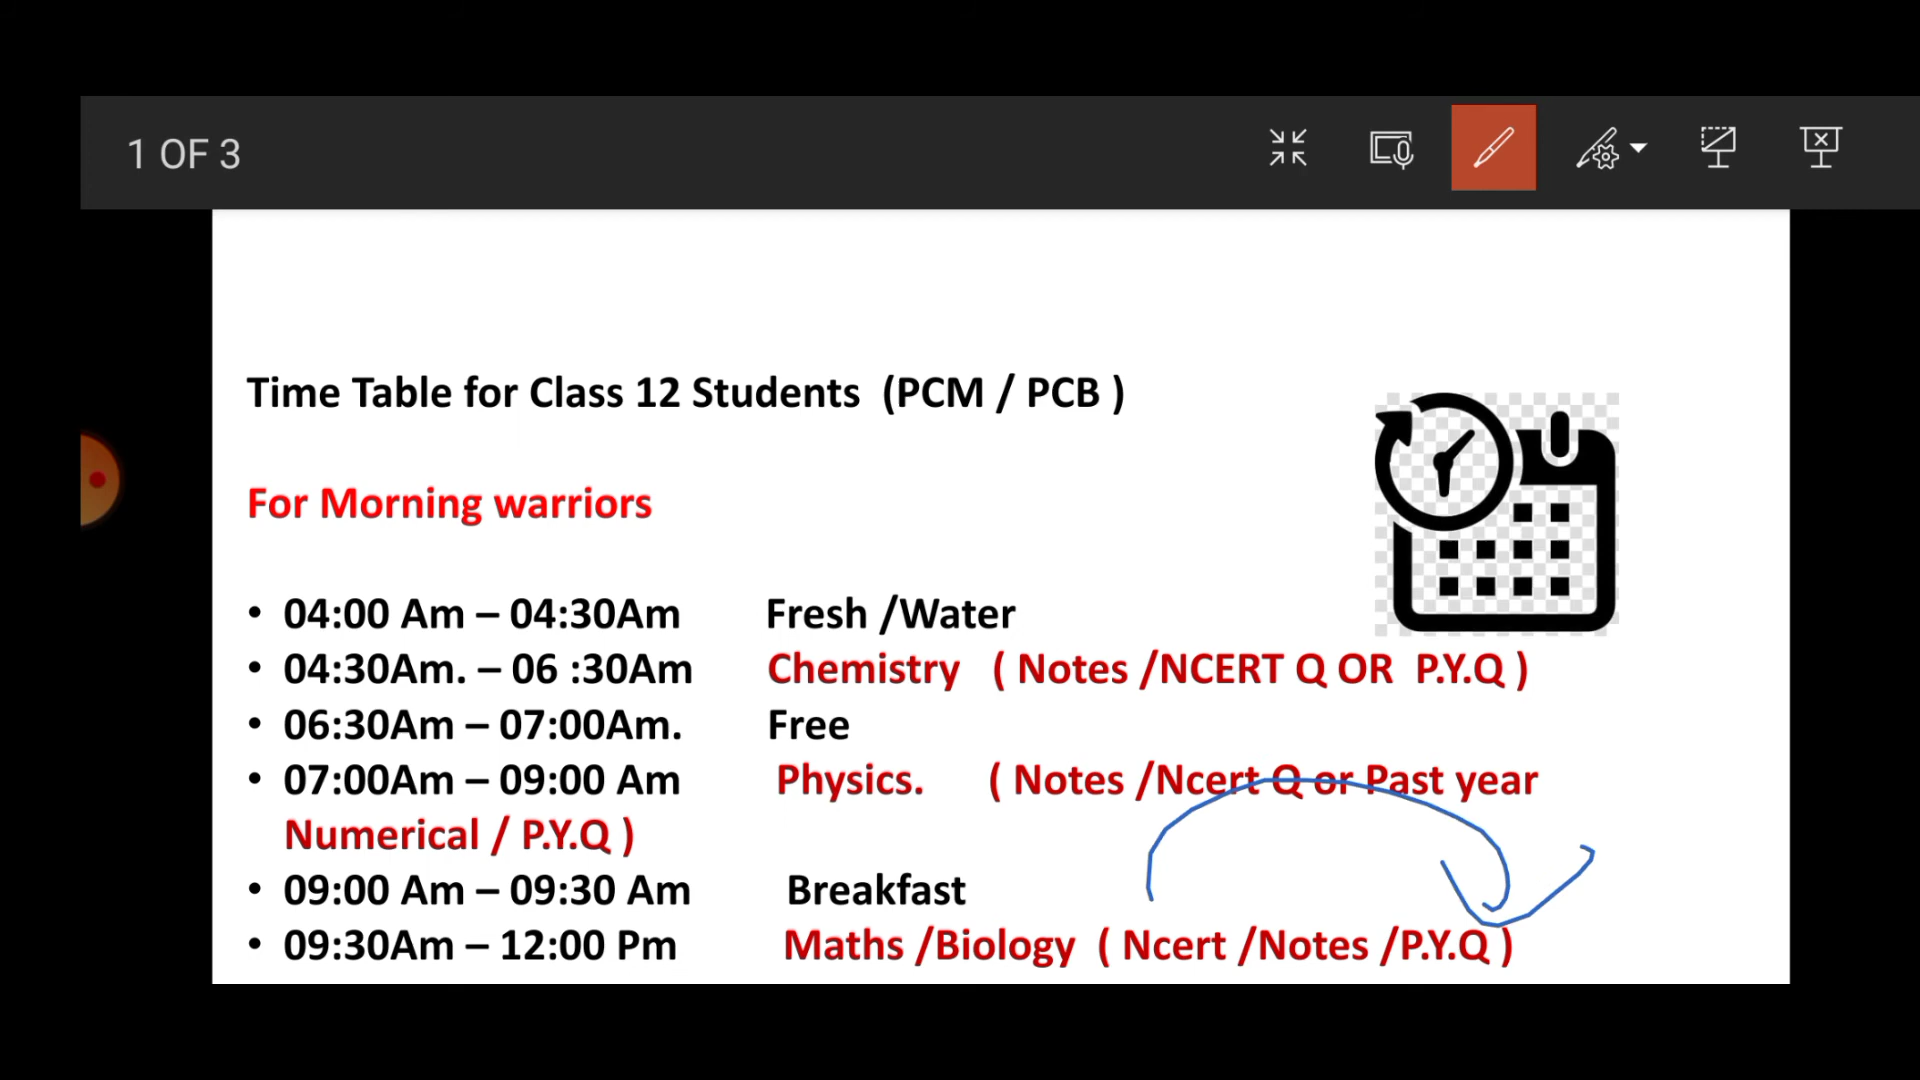 1 OF 3
Time Table for Class 12 Students (PCM / PCB )
For Morning warriors
• 04:00 Am – 04:30Am Fresh /Water
• 04:30Am. – 06 :30Am Chemistry ( Notes /NCERT Q OR P.Y.Q )
• 06:30Am – 07:00Am. Free
• 07:00Am – 09:00 Am Physics. ( Notes /Ncert Q or Past year
Numerical / P.Y.Q )
• 09:00 Am – 09:30 Am Breakfast
• 09:30Am – 12:00 Pm Maths /Biology ( Ncert /Notes /P.Y.Q )